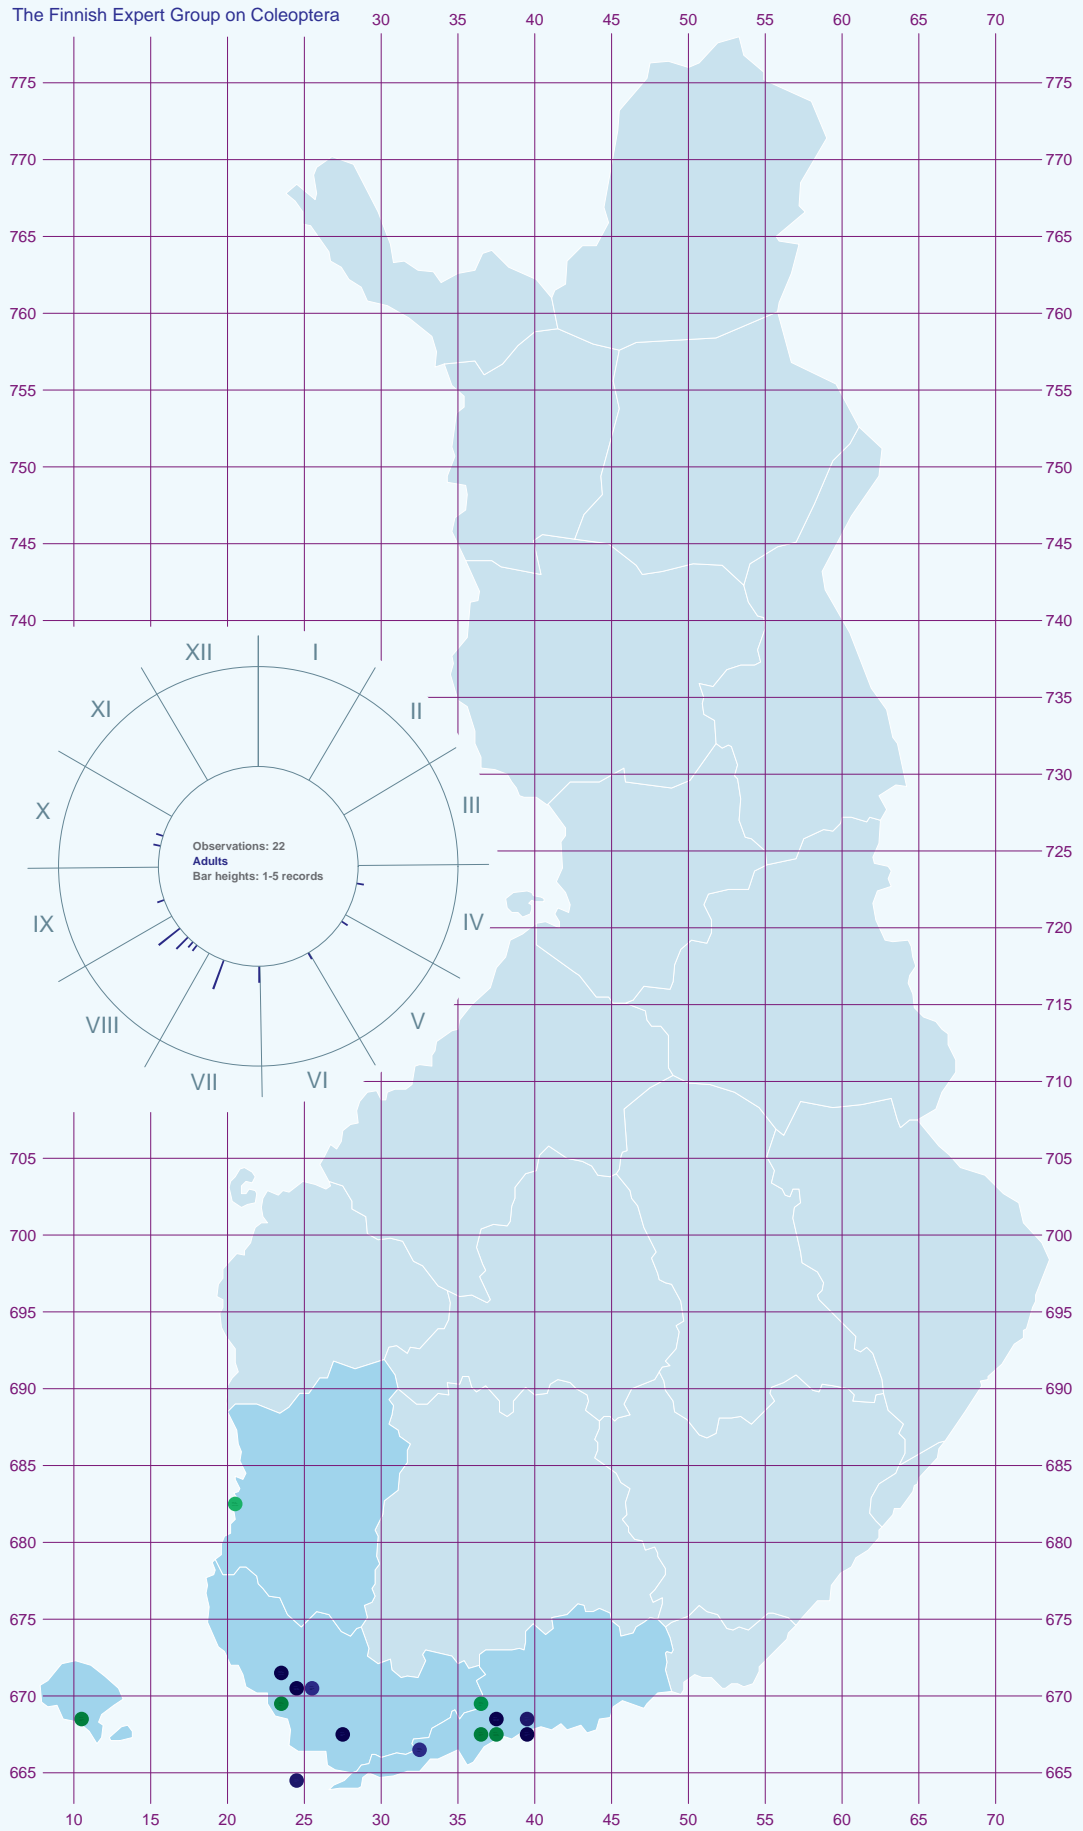 The Finnish Expert Group on Coleoptera
30 40 45 50 55 60 65 70
775 775
770 770
765 765
760 760
755 755
750 750
745 745
740 740
XII I
XI II
735
730
X III
Observations: 22
Adults
Bar heights: 1-5 records
725
IX IV 720
VIII V
715
VII VI
710
705 705
700 700
695 695
690 690
685 685
680 680
675 675
670 670
665 665
10 15 20 25 30 35 40 45 50 55 60 65 70